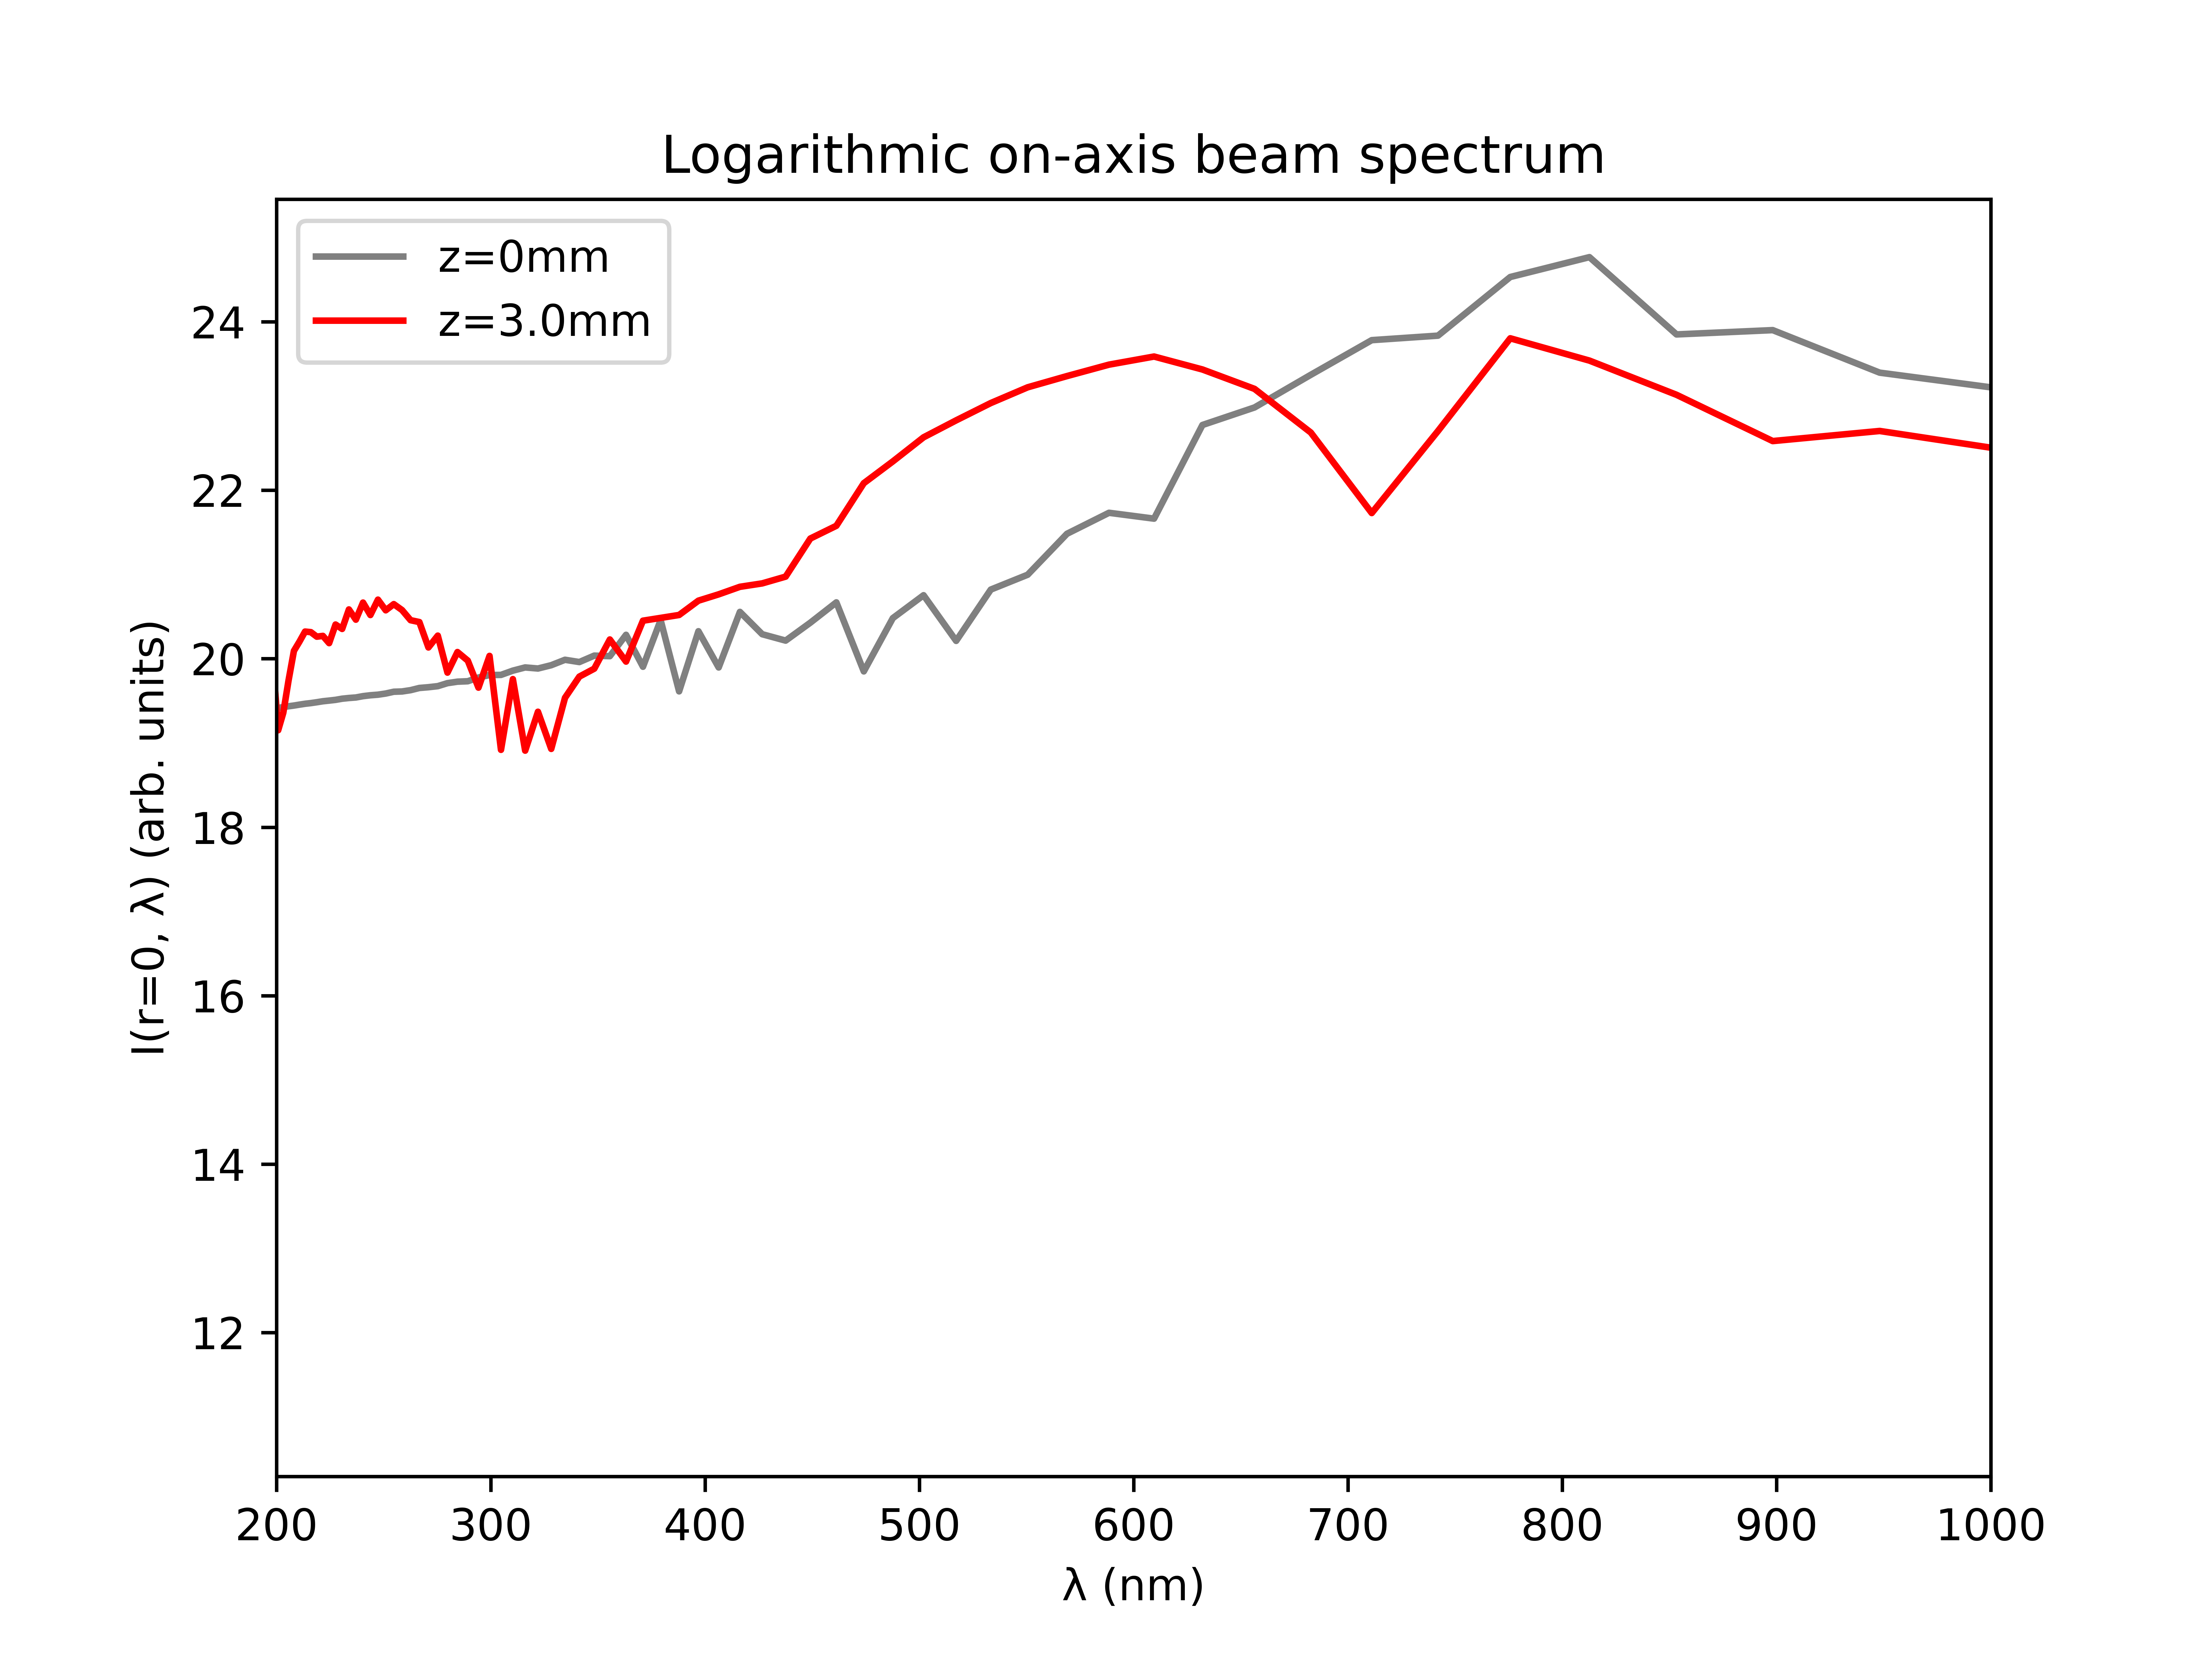 Logarithmic on-axis beam spectrum
z=0mm
z=3.0mm
I(r=0, λ) (arb. units)
24
22
20
18
16
14
12
200 300 400 500 600 700 800 900 1000
λ (nm)